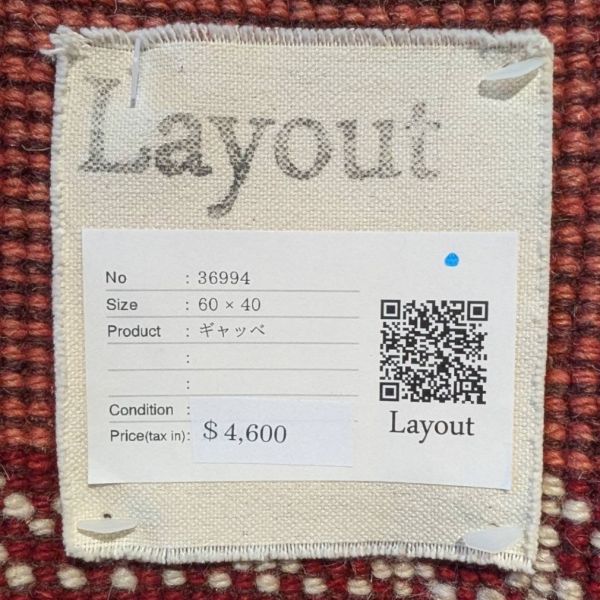 Layout
No : 36994
Size : 60 × 40
Product : ギャッベ
:
:
Condition :
Price(tax in): $ 4,600
Layout